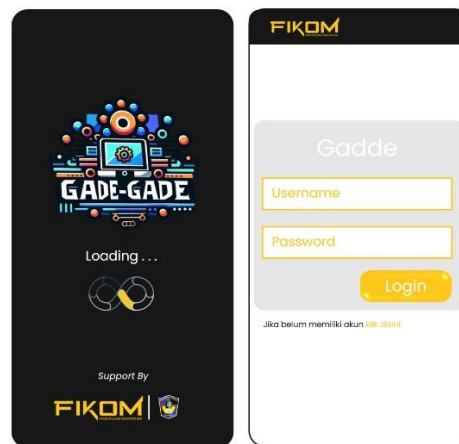 GADE-GADE
Loading . . .
Support By
FIKOM
FIKOM
Gadde
Username
Password
Login
Jika belum memiliki akun klik disini